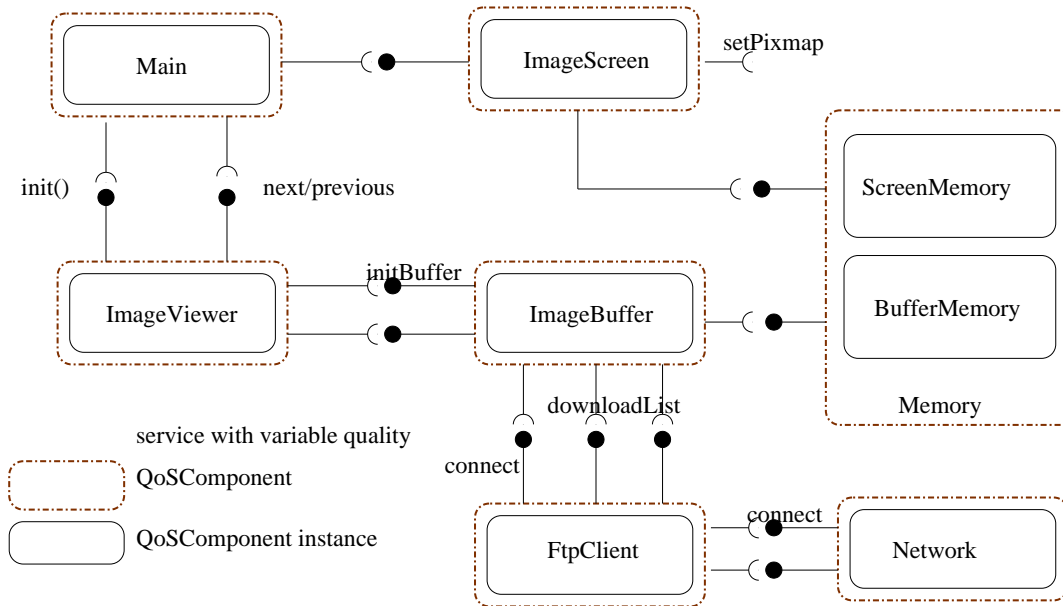 setPixmap
Main
ImageScreen
init()
next/previous
ScreenMemory
initBuffer
ImageViewer
ImageBuffer
BufferMemory
downloadList
Memory
service with variable quality
connect
QoSComponent
connect
QoSComponent instance
FtpClient
Network